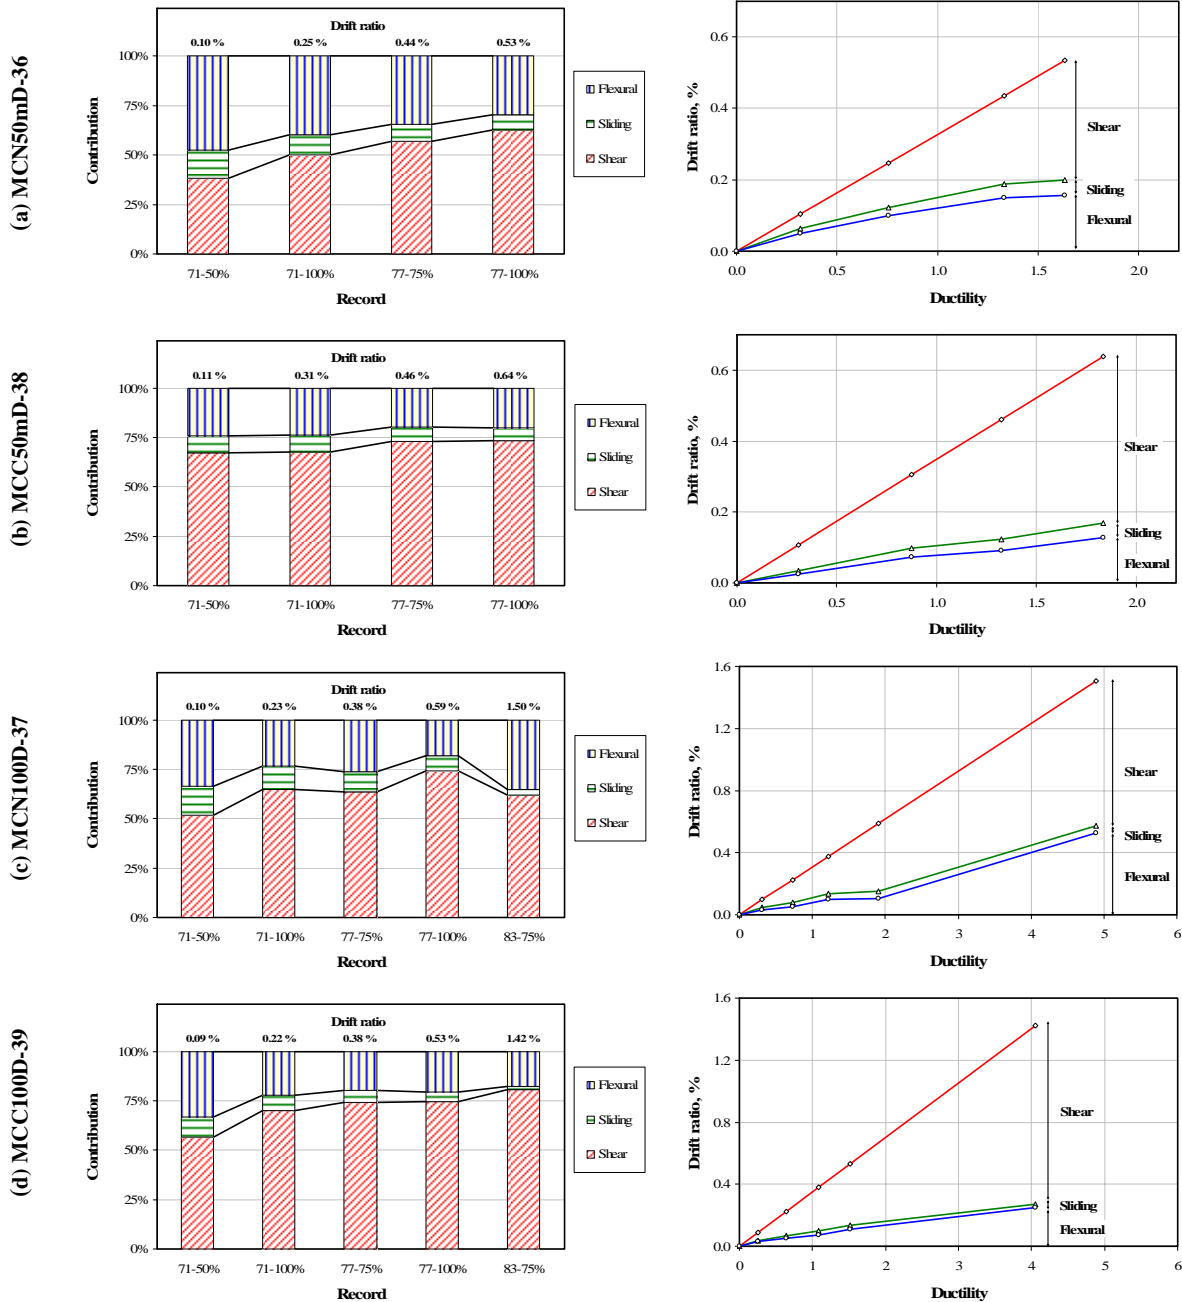 (a) MCN50mD-36
Drift ratio
0.10 % 0.25 % 0.44 % 0.53 %
100%
75%
50%
25%
0%
Contribution
71-50% 71-100% 77-75% 77-100%
Record
Flexural
Sliding
Shear
0.6
0.4
0.2
0.0
Drift ratio, %
0.0 0.5 1.0 1.5 2.0
Ductility
Shear
Sliding
Flexural
(b) MCC50mD-38
Drift ratio
0.11 % 0.31 % 0.46 % 0.64 %
100%
75%
50%
25%
0%
Contribution
71-50% 71-100% 77-75% 77-100%
Record
Flexural
Sliding
Shear
0.6
0.4
0.2
0.0
Drift ratio, %
0.0 0.5 1.0 1.5 2.0
Ductility
Shear
Sliding
Flexural
(c) MCN100D-37
Drift ratio
0.10 % 0.23 % 0.38 % 0.59 % 1.50 %
100%
75%
50%
25%
0%
Contribution
71-50% 71-100% 77-75% 77-100% 83-75%
Record
Flexural
Sliding
Shear
1.6
1.2
0.8
0.4
0.0
Drift ratio, %
0 1 2 3 4 5 6
Ductility
Shear
Sliding
Flexural
(d) MCC100D-39
Drift ratio
0.09 % 0.22 % 0.38 % 0.53 % 1.42 %
100%
75%
50%
25%
0%
Contribution
71-50% 71-100% 77-75% 77-100% 83-75%
Record
Flexural
Sliding
Shear
1.6
1.2
0.8
0.4
0.0
Drift ratio, %
0 1 2 3 4 5 6
Ductility
Shear
Sliding
Flexural